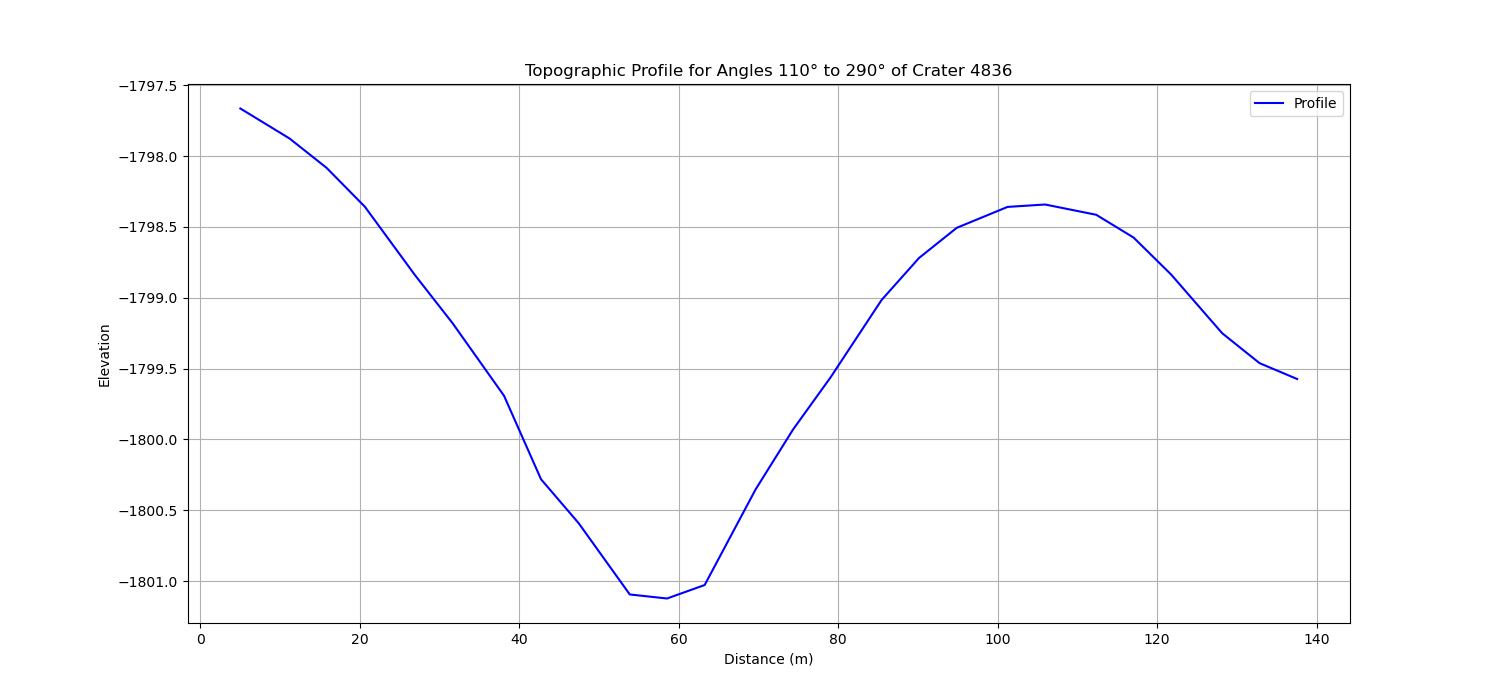 Topographic Profile for Angles 110° to 290° of Crater 4836
Profile
−1797.5
−1798.0
−1798.5
−1799.0
−1799.5
−1800.0
−1800.5
−1801.0
Elevation
0 20 40 60 80 100 120 140
Distance (m)